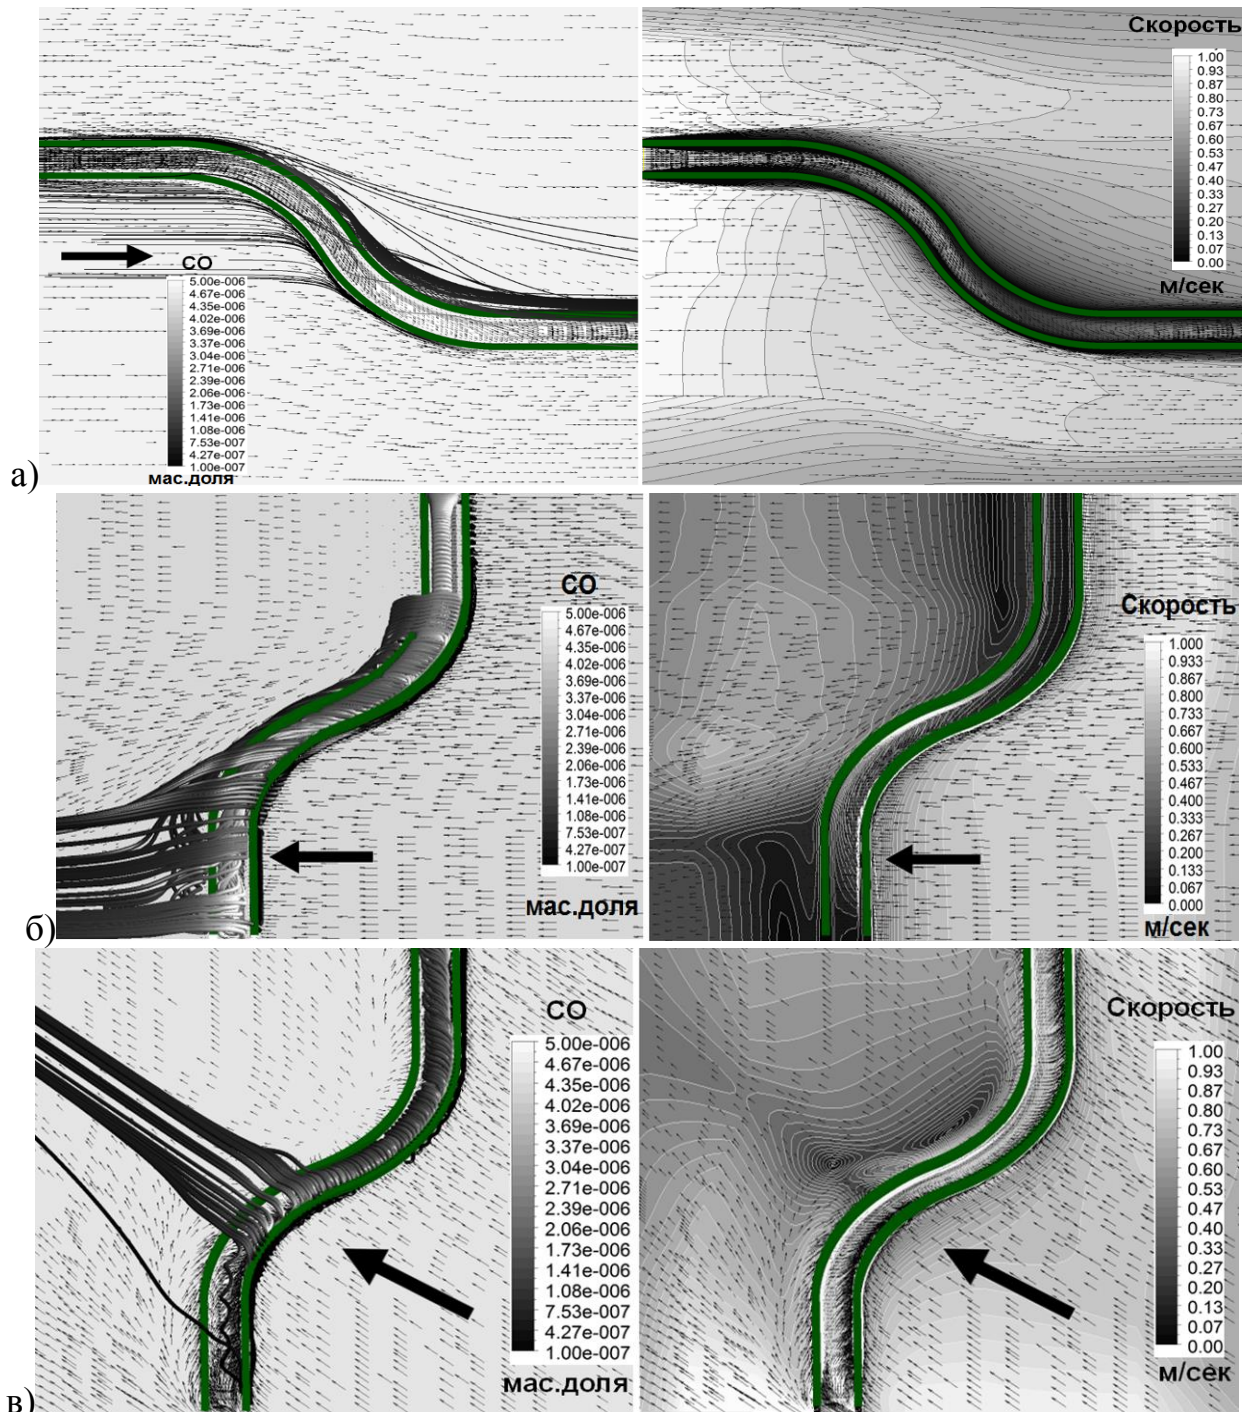 CO
5.00e-006
4.67e-006
4.35e-006
4.02e-006
3.69e-006
3.37e-006
3.04e-006
2.71e-006
2.39e-006
2.06e-006
1.73e-006
1.41e-006
1.08e-006
7.53e-007
4.27e-007
1.00e-007
мас.доля
Скорость
1.00
0.93
0.87
0.80
0.73
0.67
0.60
0.53
0.47
0.40
0.33
0.27
0.20
0.13
0.07
0.00
м/сек
а)
CO
5.00e-006
4.67e-006
4.35e-006
4.02e-006
3.69e-006
3.37e-006
3.04e-006
2.71e-006
2.39e-006
2.06e-006
1.73e-006
1.41e-006
1.08e-006
7.53e-007
4.27e-007
1.00e-007
мас.доля
Скорость
1.000
0.933
0.867
0.800
0.733
0.667
0.600
0.533
0.467
0.400
0.333
0.267
0.200
0.133
0.067
0.000
м/сек
б)
CO
5.00e-006
4.67e-006
4.35e-006
4.02e-006
3.69e-006
3.37e-006
3.04e-006
2.71e-006
2.39e-006
2.06e-006
1.73e-006
1.41e-006
1.08e-006
7.53e-007
4.27e-007
1.00e-007
мас.доля
Скорость
1.00
0.93
0.87
0.80
0.73
0.67
0.60
0.53
0.47
0.40
0.33
0.27
0.20
0.13
0.07
0.00
м/сек
в)